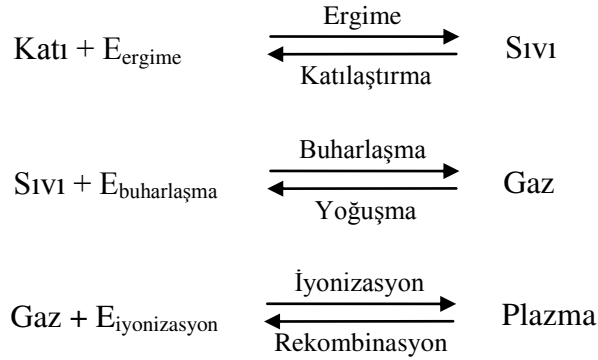 Ergime
Katı + Eergime Sıvı
Katılaştırma
Buharlaşma
Sıvı + Ebuharlaşma Gaz
Yoğuşma
İyonizasyon
Gaz + Eiyonizasyon Plazma
Rekombinasyon